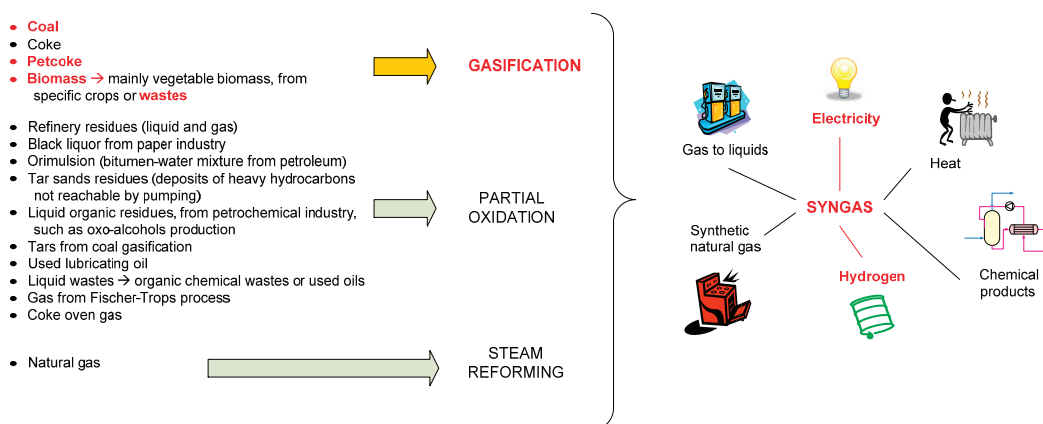 • Coal
• Coke
• Petcoke
• Biomass → mainly vegetable biomass, from
specific crops or wastes
GASIFICATION
• Refinery residues (liquid and gas)
• Black liquor from paper industry
• Orimulsion (bitumen-water mixture from petroleum)
• Tar sands residues (deposits of heavy hydrocarbons
not reachable by pumping)
• Liquid organic residues, from petrochemical industry,
such as oxo-alcohols production
• Tars from coal gasification
• Used lubricating oil
• Liquid wastes → organic chemical wastes or used oils
• Gas from Fischer-Trops process
• Coke oven gas
PARTIAL
OXIDATION
• Natural gas
STEAM
REFORMING
Electricity
Gas to liquids
Heat
SYNGAS
Synthetic
natural gas
Hydrogen
Chemical
products